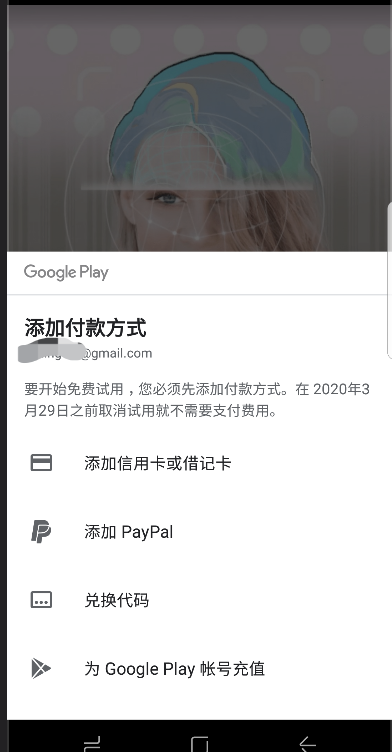 Google Play
添加付款方式
@gmail.com
要开始免费试用，您必须先添加付款方式。在 2020年3
月29日之前取消试用就不需要支付费用。
添加信用卡或借记卡
添加 PayPal
兑换代码
为 Google Play 帐号充值